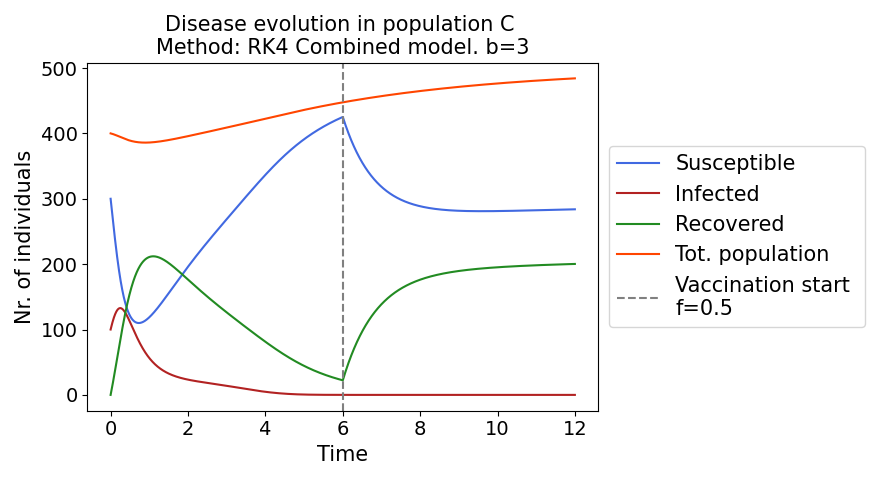 Disease evolution in population C
Method: RK4 Combined model. b=3
Nr. of individuals
500
400
300
200
100
0
0 2 4 6 8 10 12
Time
Susceptible
Infected
Recovered
Tot. population
Vaccination start
f=0.5